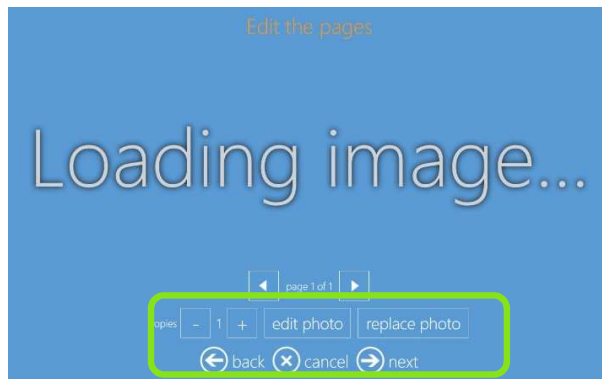 Edit the pages
Loading image...
page 1 of 1
opies - 1 + edit photo replace photo
back cancel next